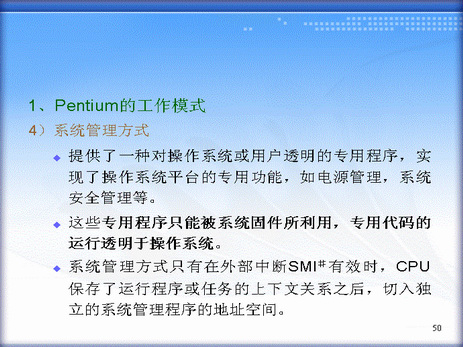 1、Pentium的工作模式
4）系统管理方式
提供了一种对操作系统或用户透明的专用程序，实
现了操作系统平台的专用功能，如电源管理，系统
安全管理等。
这些专用程序只能被系统固件所利用，专用代码的
运行透明于操作系统。
系统管理方式只有在外部中断SMI#有效时，CPU
保存了运行程序或任务的上下文关系之后，切入独
立的系统管理程序的地址空间。
50